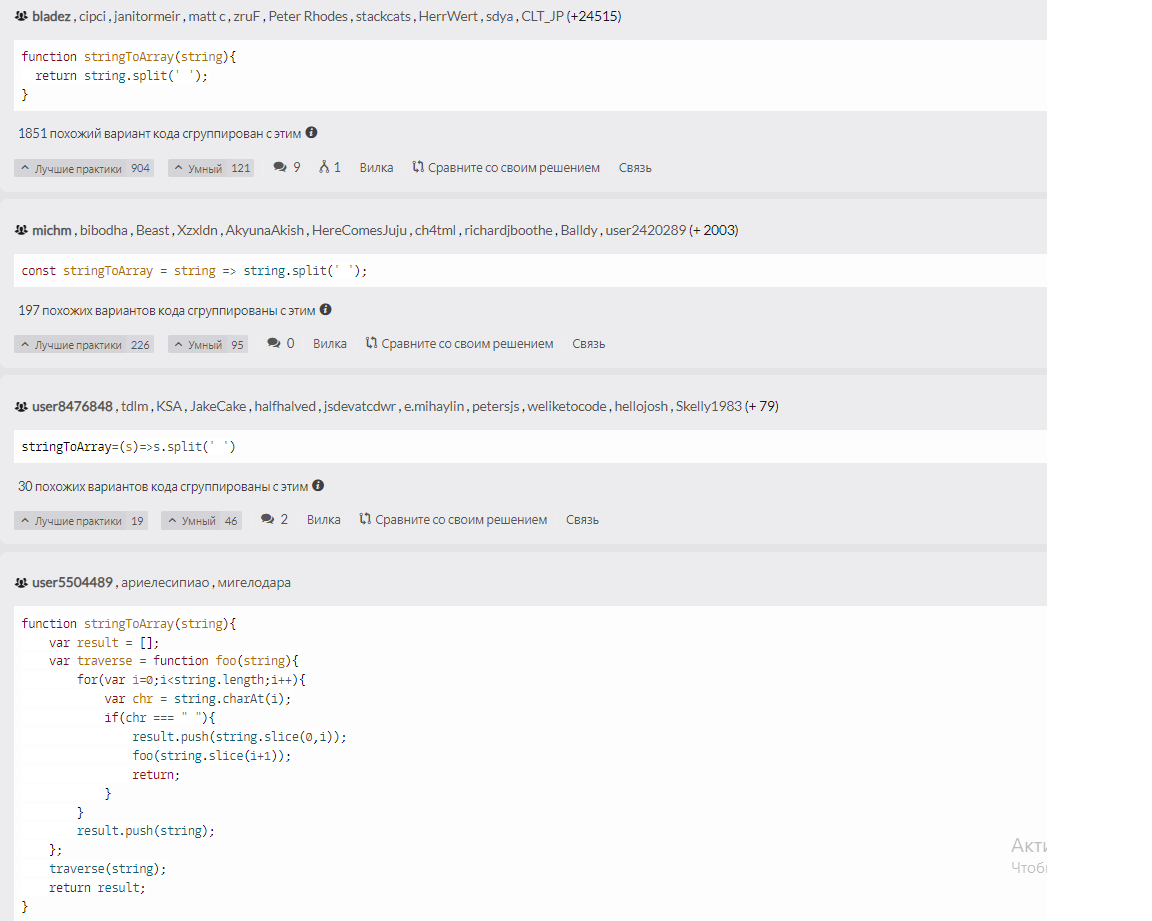 bladez , cipci , janitormeir , matt c , zruF , Peter Rhodes , stackcats , HerrWert , sdya , CLT_JP (+24515)
function stringToArray(string){
  return string.split(' ');
}
1851 похожий вариант кода сгруппирован с этим
Лучшие практики 904 Умный 121 9 1 Вилка Сравните со своим решением Связь
michm , bibodha , Beast , Xzxldn , AkyunaAkish , HereComesJuju , ch4tml , richardjboothe , Balldy , user2420289 (+ 2003)
const stringToArray = string => string.split(' ');
197 похожих вариантов кода сгруппированы с этим
Лучшие практики 226 Умный 95 0 Вилка Сравните со своим решением Связь
user8476848 , tdlm , KSA , JakeCake , halfhalved , jsdevatcdwr , e.mihaylin , petersjs , weliketocode , hellojosh , Skelly1983 (+ 79)
stringToArray=(s)=>s.split(' ')
30 похожих вариантов кода сгруппированы с этим
Лучшие практики 19 Умный 46 2 Вилка Сравните со своим решением Связь
user5504489 , ариелесипиао , мигелодара
function stringToArray(string){
    var result = [];
    var traverse = function foo(string){
        for(var i=0;i<string.length;i++){
            var chr = string.charAt(i);
            if(chr === " "){
                result.push(string.slice(0,i));
                foo(string.slice(i+1));
                return;
            }
        }
        result.push(string);
    };
    traverse(string);
    return result;
}